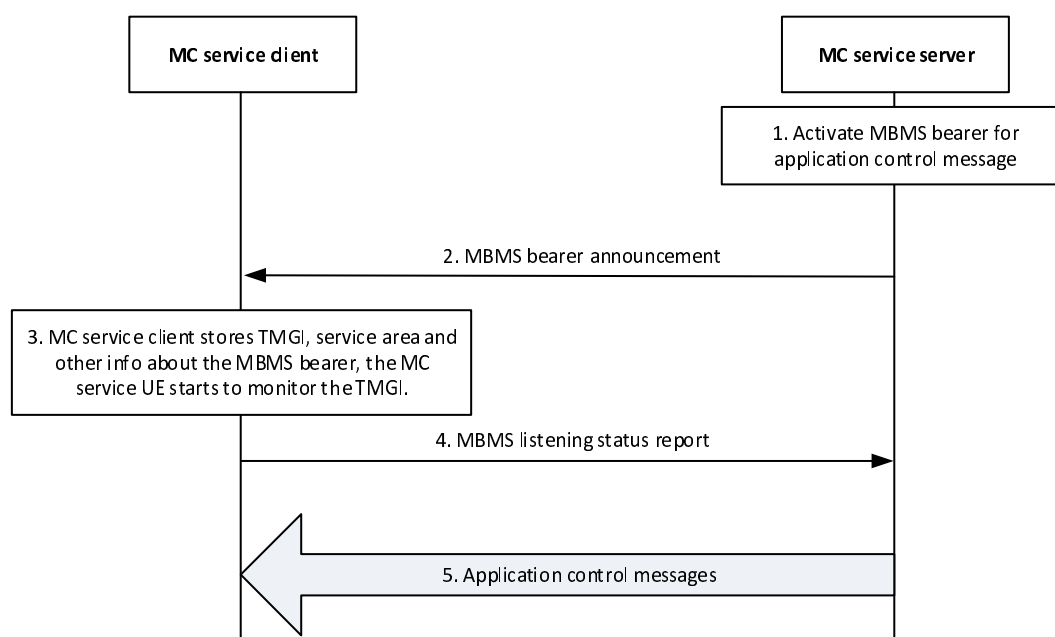 MC service client
MC service server
1. Activate MBMS bearer for
application control message
2. MBMS bearer announcement
3. MC service client stores TMGI, service area and
other info about the MBMS bearer, the MC
service UE starts to monitor the TMGI.
4. MBMS listening status report
5. Application control messages